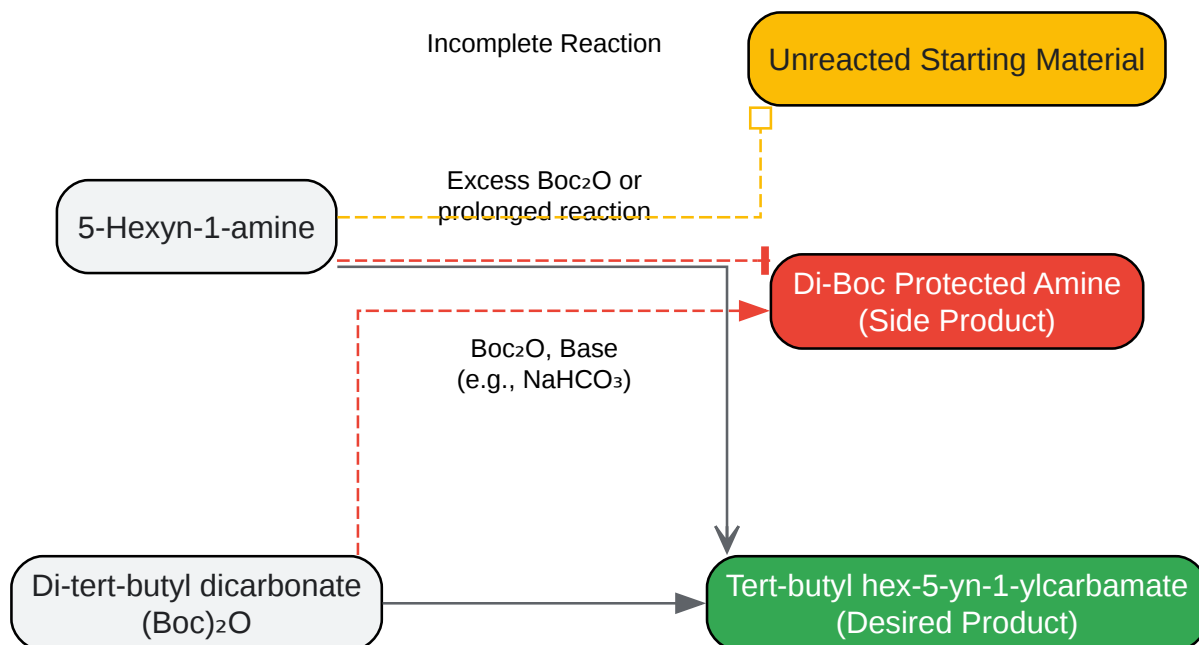 Incomplete Reaction
Unreacted Starting Material
Excess Boc₂O or
prolonged reaction
5-Hexyn-1-amine
Di-Boc Protected Amine
(Side Product)
Boc₂O, Base
(e.g., NaHCO₃)
Di-tert-butyl dicarbonate
(Boc)₂O
Tert-butyl hex-5-yn-1-ylcarbamate
(Desired Product)